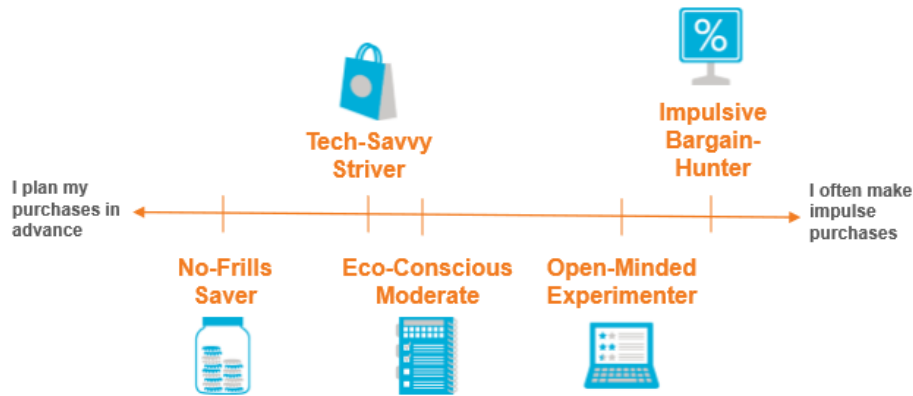 %
Impulsive
Bargain-
Hunter
Tech-Savvy
Striver
I plan my
purchases in
advance
I often make
impulse
purchases
No-Frills
Saver
Eco-Conscious
Moderate
Open-Minded
Experimenter